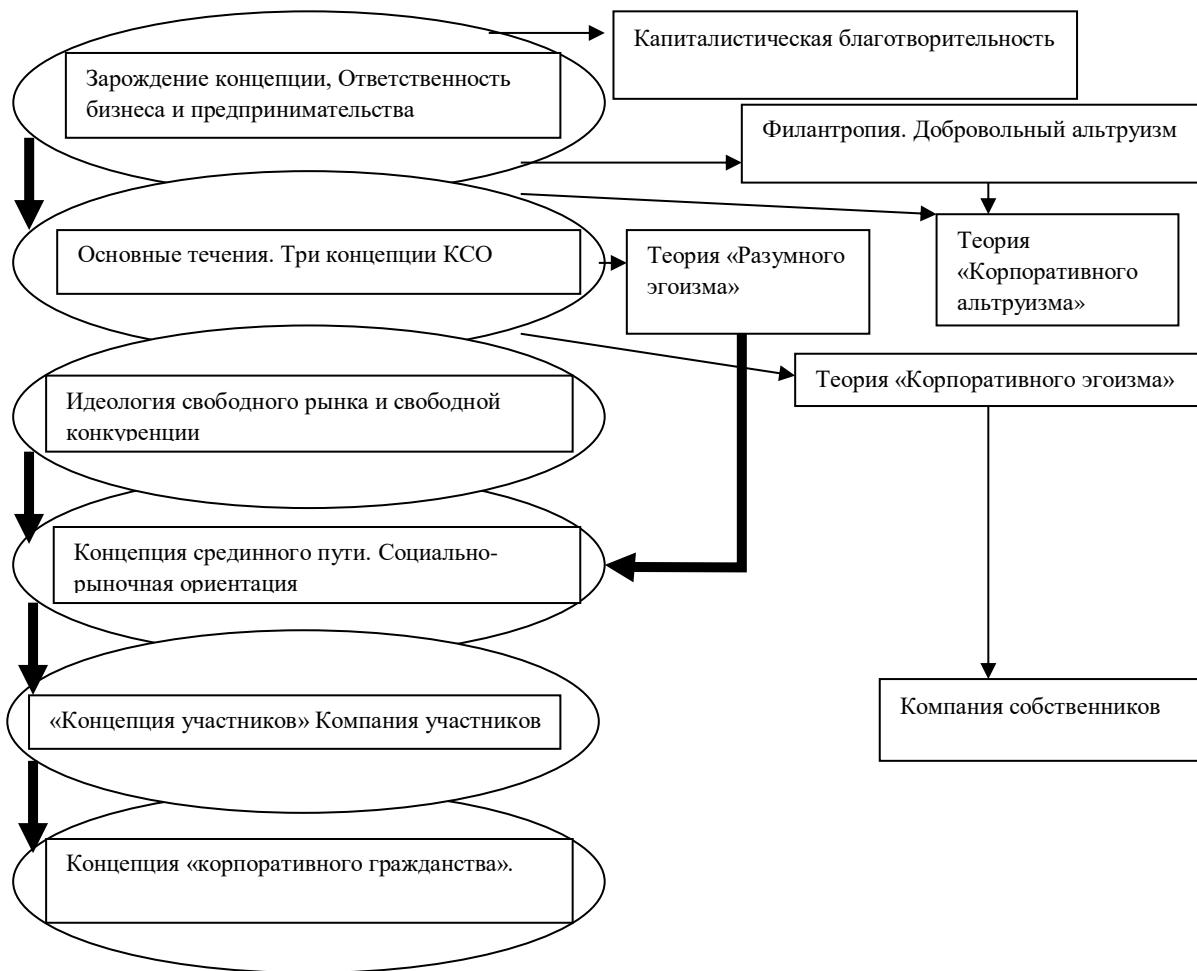 Капиталистическая благотворительность
Зарождение концепции, Ответственность
бизнеса и предпринимательства
Филантропия. Добровольный альтруизм
Основные течения. Три концепции КСО
Теория «Разумного
эгоизма»
Теория
«Корпоративного
альтруизма»
Теория «Корпоративного эгоизма»
Идеология свободного рынка и свободной
конкуренции
Концепция срединного пути. Социально-
рыночная ориентация
«Концепция участников» Компания участников
Компания собственников
Концепция «корпоративного гражданства».